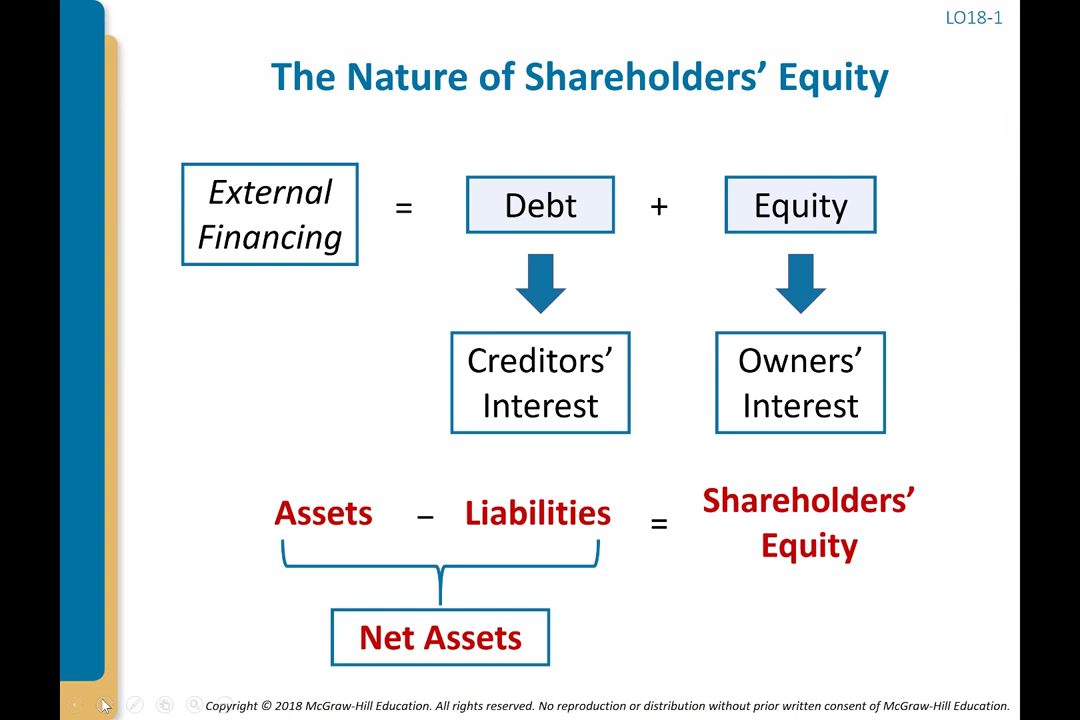 LO18-1
The Nature of Shareholders’ Equity
External
Financing
=
Debt
+
Equity
Creditors’
Interest
Owners’
Interest
Assets – Liabilities = Shareholders’
Equity
Net Assets
Copyright © 2018 McGraw-Hill Education. All rights reserved. No reproduction or distribution without prior written consent of McGraw-Hill Education.